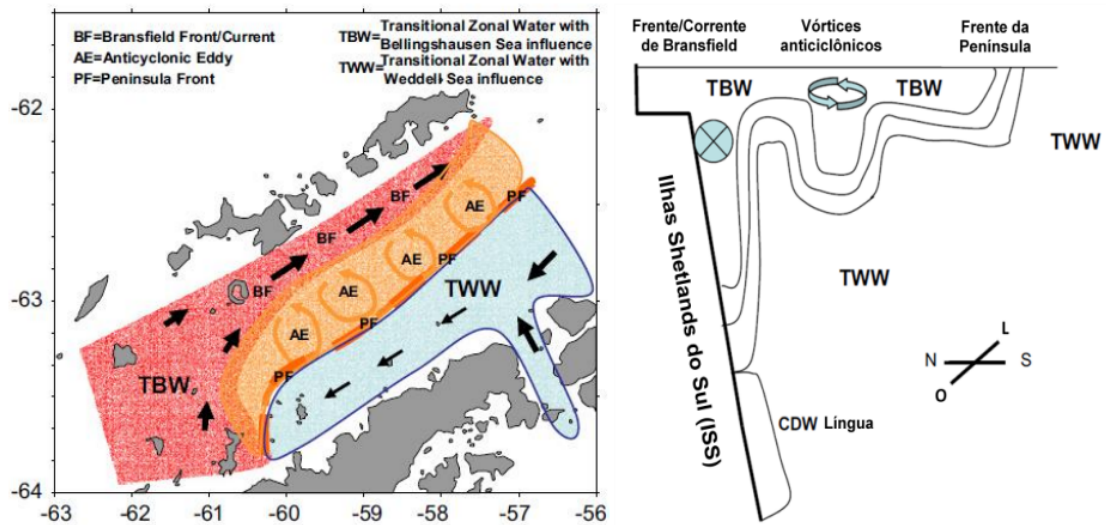 BF=Bransfield Front/Current
AE=Anticyclonic Eddy
PF=Peninsula Front
TBW=Transitional Zonal Water with
Bellingshausen Sea influence
TWW=Transitional Zonal Water with
Weddell Sea influence
-62
-63
-64
-63
-62
-61
-60
-59
-58
-57
-56
BF
BF
BF
BF
AE
AE
AE
AE
PF
PF
PF
PF
TBW
TWW
Frente/Corrente
de Bransfield
Vórtices
anticiclônicos
Frente da
Península
TBW
TBW
TWW
TWW
Ilhas Shetlands do Sul (ISS)
CDW Língua
N
S
L
O